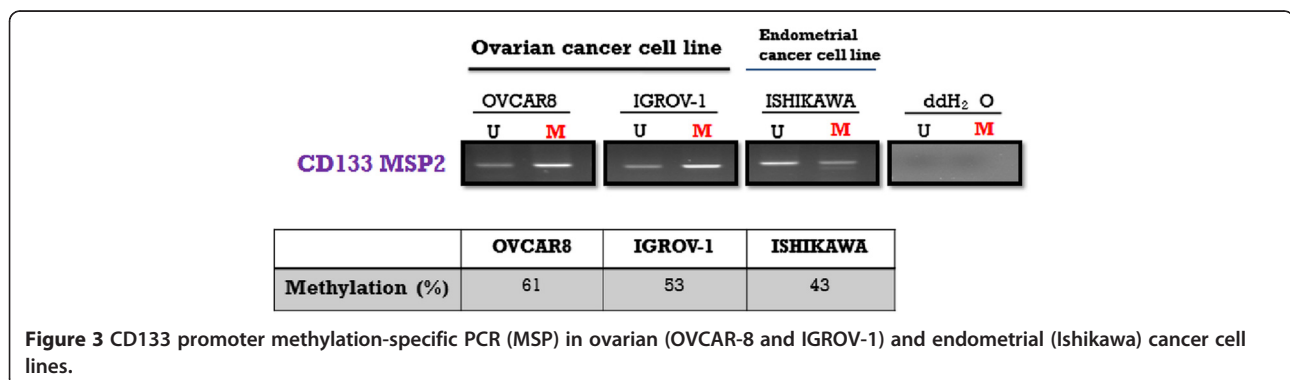 Ovarian cancer cell line
Endometrial
cancer cell line
OVCAR8 IGROV-1 ISHIKAWA ddH₂ O
U M U M U M U M
CD133 MSP2
OVCAR8 IGROV-1 ISHIKAWA
Methylation (%) 61 53 43
Figure 3 CD133 promoter methylation-specific PCR (MSP) in ovarian (OVCAR-8 and IGROV-1) and endometrial (Ishikawa) cancer cell
lines.